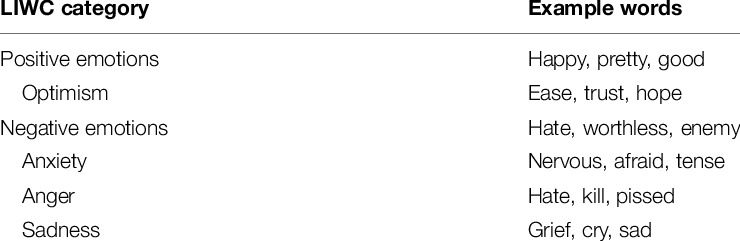 LIWC category Example words
Positive emotions Happy, pretty, good
Optimism Ease, trust, hope
Negative emotions Hate, worthless, enemy
Anxiety Nervous, afraid, tense
Anger Hate, kill, pissed
Sadness Grief, cry, sad